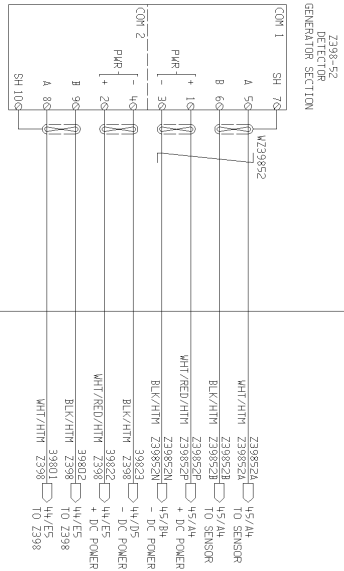 Z398-52
DETECTOR
GENERATOR SECTION
COM 1
SH 7
A 5
B 6
PWR
+ 1
- 3
COM 2
PWR
- 4
+ 2
B 9
A 8
SH 10
WZ39852
Z39852A
WHT/HTM Z39852A
45/A4
TO SENSOR
Z39852B
BLK/HTM Z39852B
45/A4
TO SENSOR
Z39852P
WHT/RED/HTM Z39852P
45/A4
+ DC POWER
Z39852N
BLK/HTM Z39852N
45/B4
- DC POWER
39823
BLK/HTM Z398
44/D5
- DC POWER
39822
WHT/RED/HTM Z398
44/E5
+ DC POWER
39802
BLK/HTM Z398
44/E5
TO Z398
39801
WHT/HTM Z398
44/E5
TO Z398